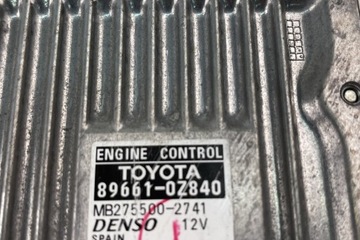 ENGINE CONTROL
TOYOTA
89661-0Z840
MB275500-2741
DENSO 12V
SPAIN